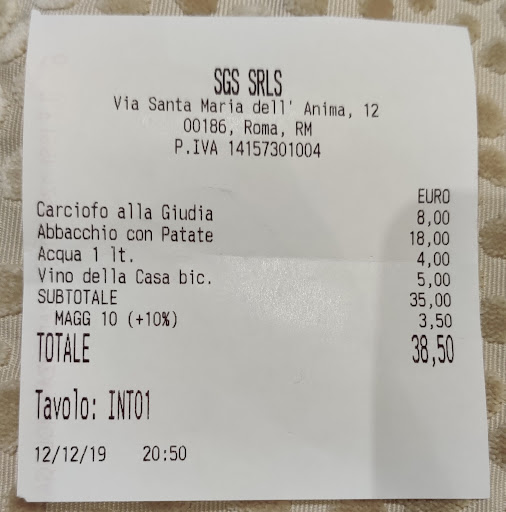 SGS SRLS
Via Santa Maria dell' Anima, 12
00186, Roma, RM
P.IVA 14157301004
EURO
Carciofo alla Giudia 8,00
Abbacchio con Patate 18,00
Acqua 1 lt. 4,00
Vino della Casa bic. 5,00
SUBTOTALE 35,00
MAGG 10 (+10%) 3,50
TOTALE 38,50
Tavolo: INT01
12/12/19 20:50